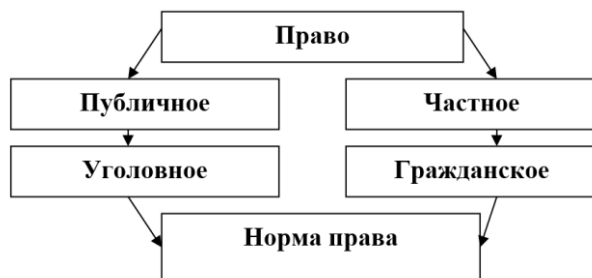 Право
Публичное
Частное
Уголовное
Гражданское
Норма права